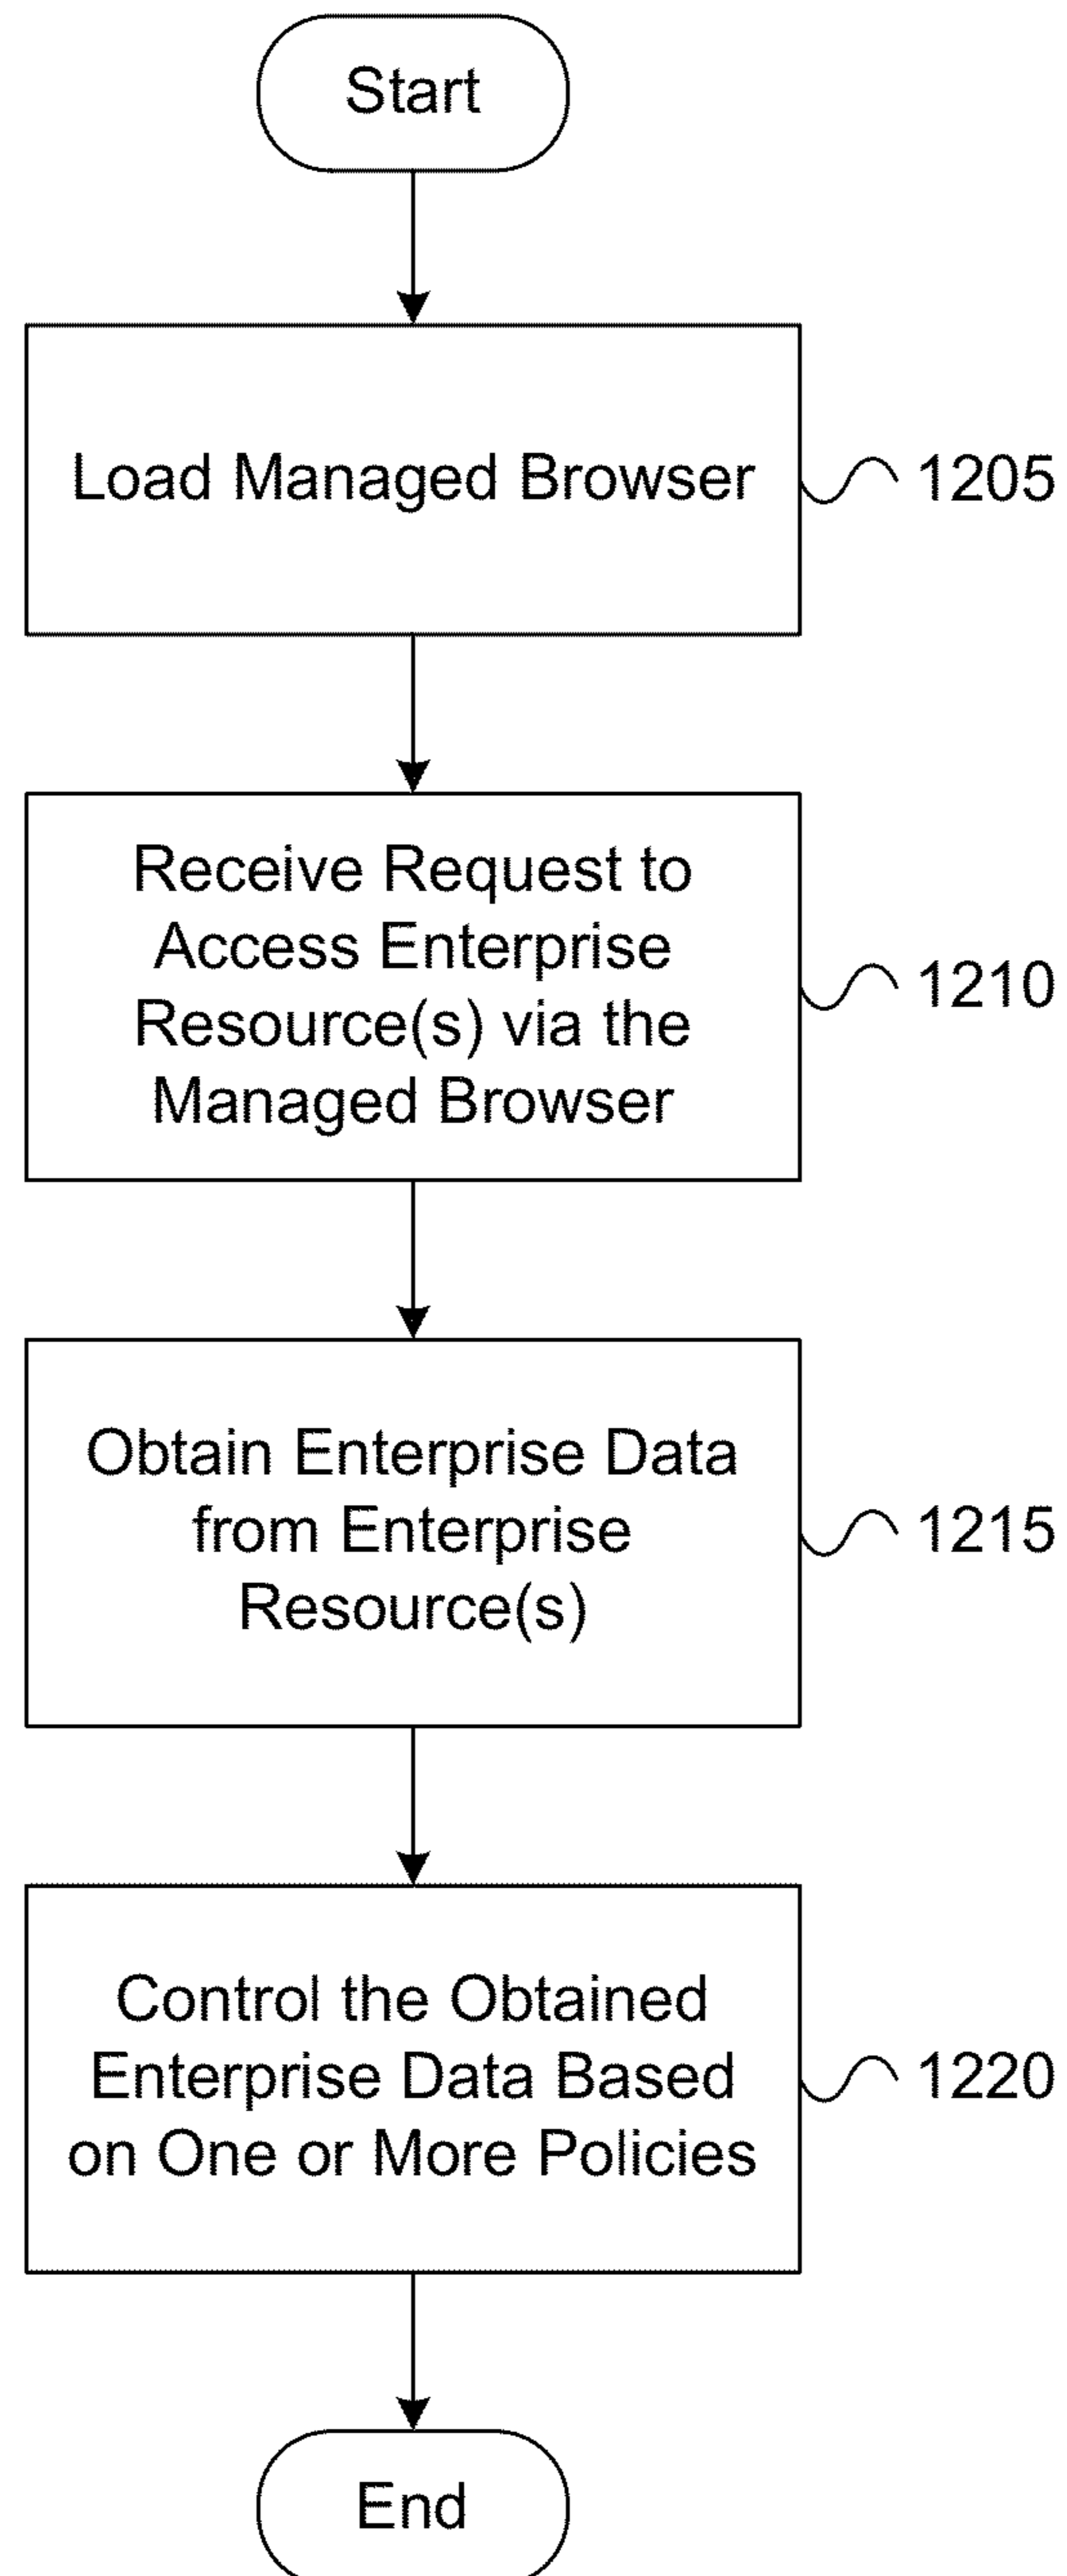 Start
Load Managed Browser
1205
Receive Request to
Access Enterprise
Resource(s) via the
Managed Browser
1210
Obtain Enterprise Data
from Enterprise
Resource(s)
1215
Control the Obtained
Enterprise Data Based
on One or More Policies
1220
End